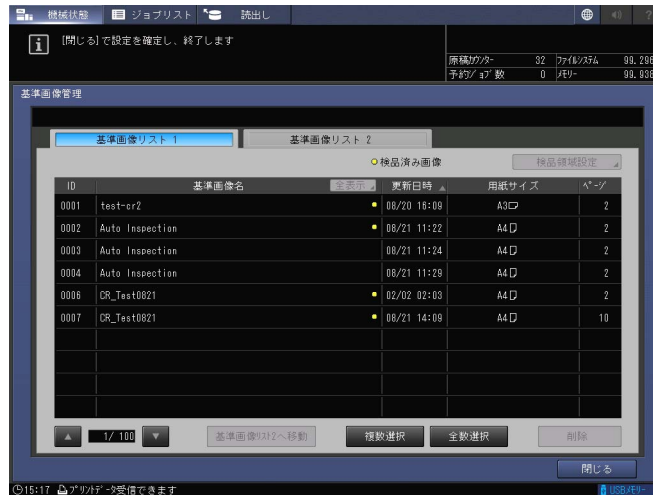 機械状態 ジョブリスト 読出し ?
[閉じる]で設定を確定し、終了します
原稿カウンター 32 ファイルシステム 99.296
予約ジョブ数 0 メモリー 99.938
基準画像管理
基準画像リスト 1 基準画像リスト 2
検品済み画像 検品領域設定
ID 基準画像名 全表示 更新日時 用紙サイズ ページ
0001 test-cr2 08/20 16:09 A3 2
0002 Auto Inspection 08/21 11:22 A4 2
0003 Auto Inspection 08/21 11:24 A4 2
0004 Auto Inspection 08/21 11:29 A4 2
0006 CR_Test0821 02/02 02:03 A4 2
0007 CR_Test0821 08/21 14:09 A4 10
1/ 100 基準画像リスト2へ移動 複数選択 全数選択 削除
閉じる
15:17 プリントデータ受信できます USBメモリー